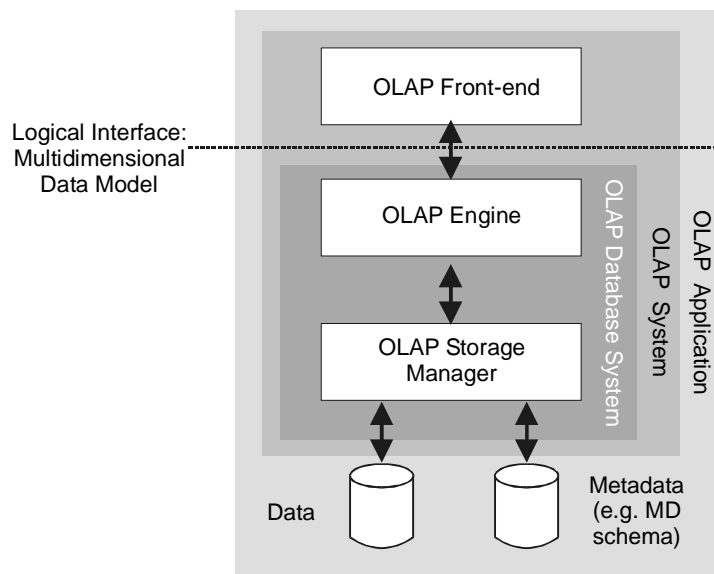 OLAP Front-end
Logical Interface:
Multidimensional
Data Model
OLAP Engine
OLAP Storage
Manager
OLAP Database System
OLAP System
OLAP Application
Data
Metadata
(e.g. MD
schema)